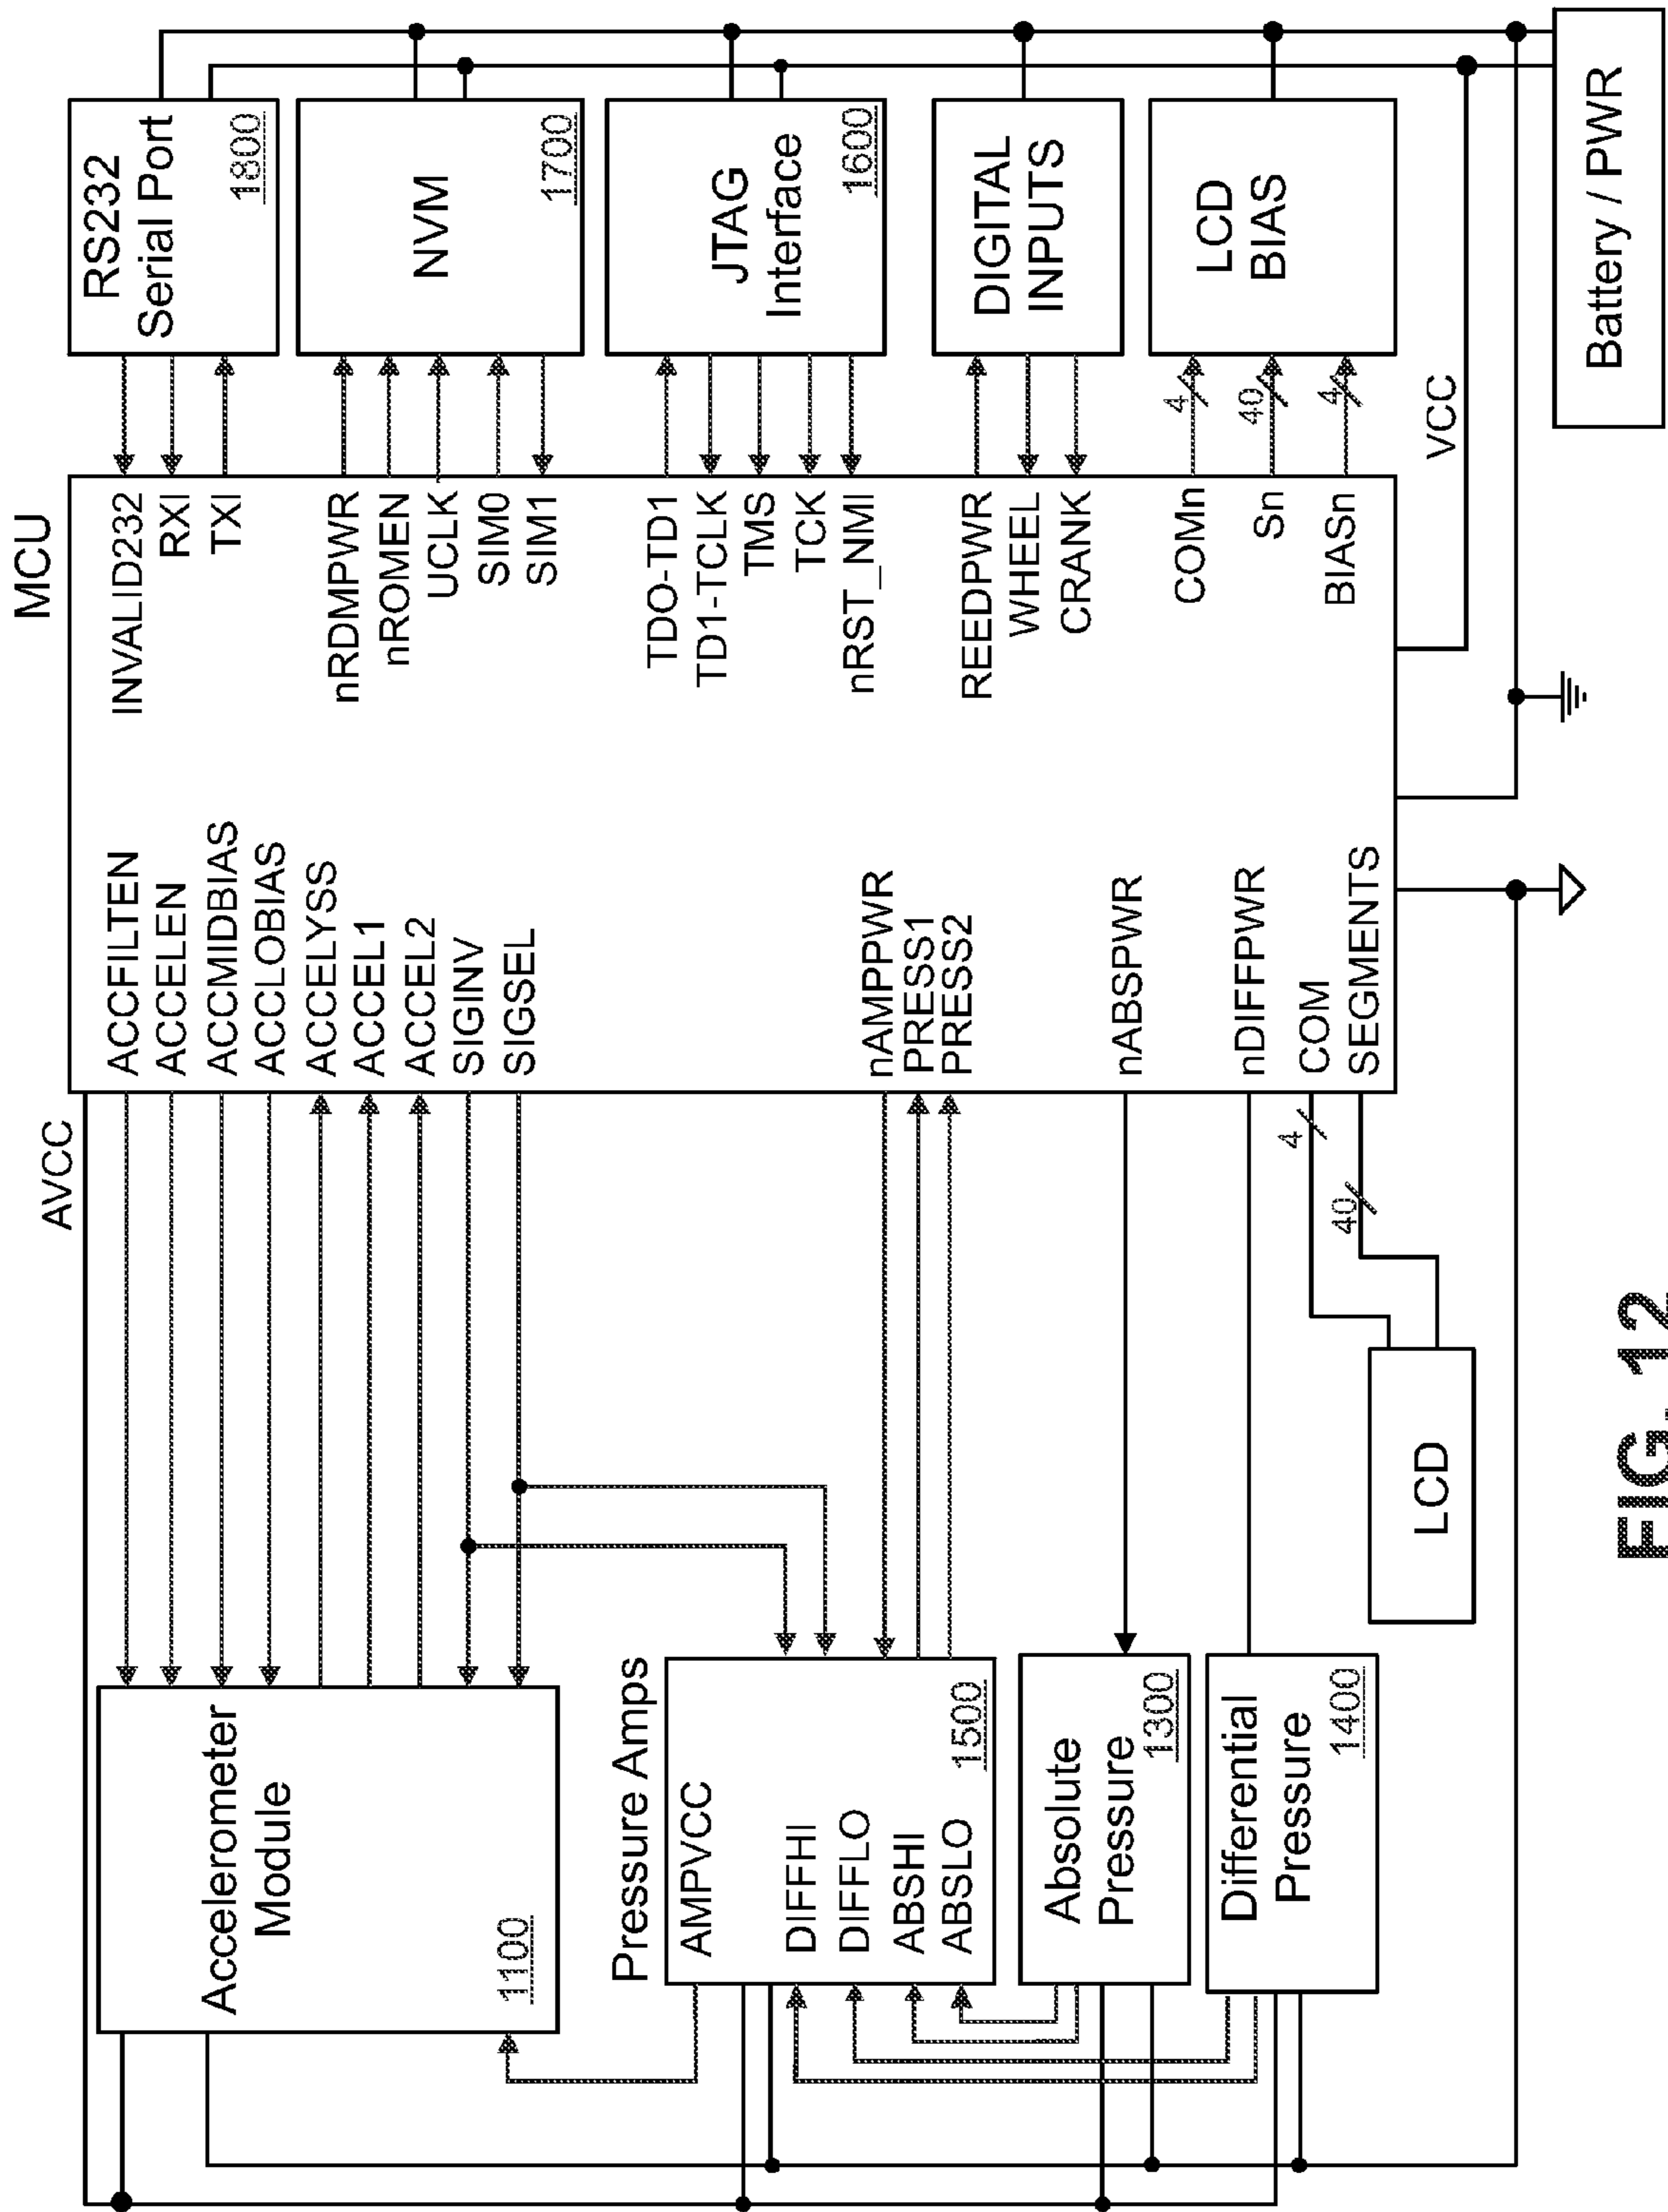 MCU
AVCC
ACCFILTEN
ACCELEN
ACCMIDBIAS
ACCLOBIAS
ACCELYSS
ACCEL1
ACCEL2
SIGINV
SIGSEL
nAMPPWR
PRESS1
PRESS2
nABSPWR
nDIFFPWR
COM
SEGMENTS
INVALID232
RXI
TXI
nRDMPWR
nROMEN
UCLK
SIM0
SIM1
TDO-TD1
TD1-TCLK
TMS
TCK
nRST_NMI
REEDPWR
WHEEL
CRANK
COMn
Sn
BIASn
RS232
Serial Port
1800
NVM
1700
JTAG
Interface
1600
DIGITAL
INPUTS
LCD
BIAS
4
40
4
VCC
Battery / PWR
Accelerometer
Module
1100
Pressure Amps
AMPVCC
DIFFHI
DIFFLO
ABSHI
ABSLO
1500
Absolute
Pressure
1300
Differential
Pressure
1400
4
40
LCD
FIG. 12